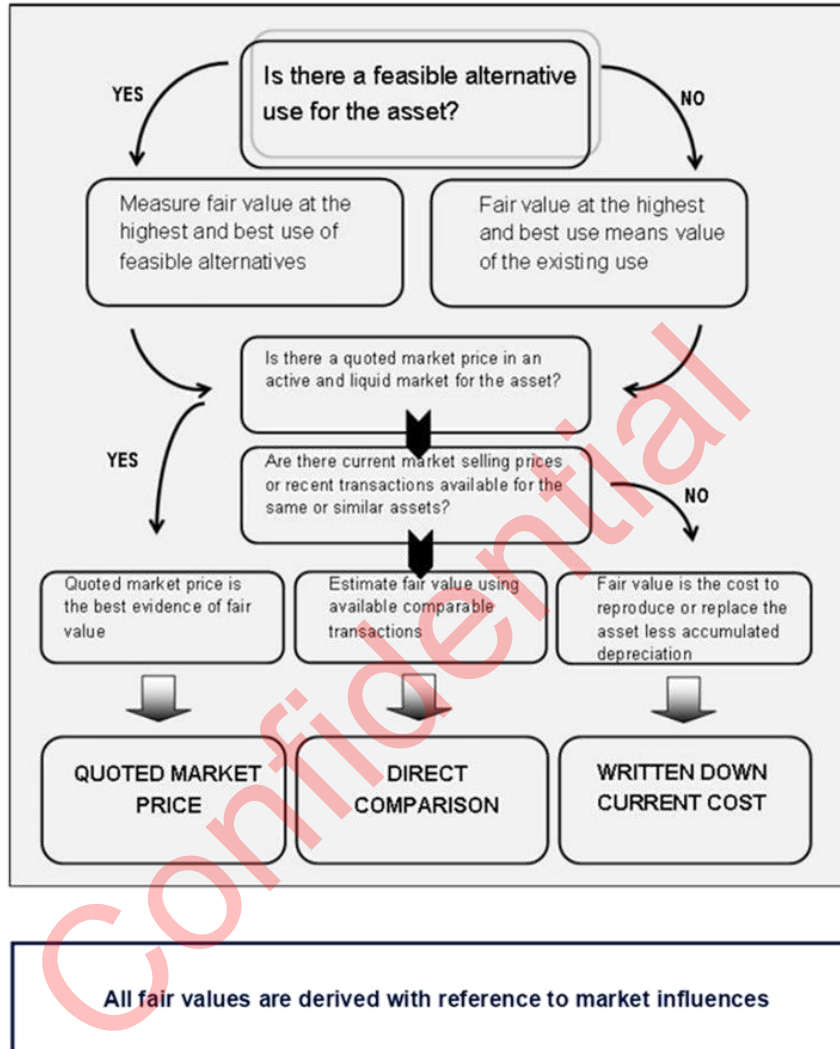 Is there a feasible alternative
use for the asset?
YES
NO
Measure fair value at the
highest and best use of
feasible alternatives
Fair value at the highest
and best use means value
of the existing use
Is there a quoted market price in an
active and liquid market for the asset?
YES
Are there current market selling prices
or recent transactions available for the
same or similar assets?
NO
Quoted market price is
the best evidence of fair
value
Estimate fair value using
available comparable
transactions
Fair value is the cost to
reproduce or replace the
asset less accumulated
depreciation
QUOTED MARKET
PRICE
DIRECT
COMPARISON
WRITTEN DOWN
CURRENT COST
All fair values are derived with reference to market influences
Confidential